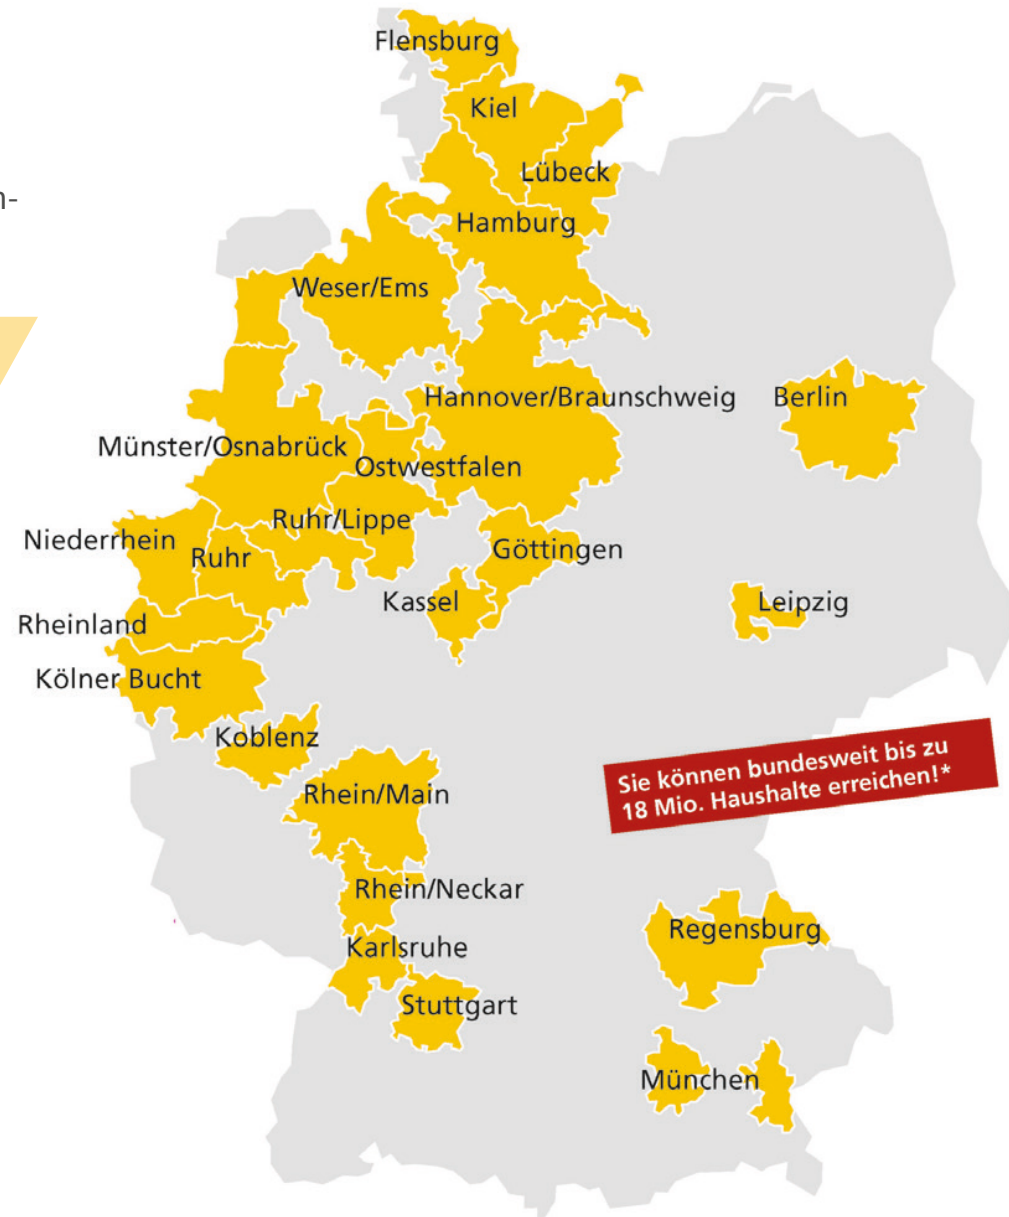 Flensburg
Kiel
Lübeck
n-
Hamburg
Weser/Ems
Hannover/Braunschweig
Berlin
Münster/Osnabrück
Ostwestfalen
Ruhr/Lippe
Niederrhein
Ruhr
Göttingen
Kassel
Leipzig
Rheinland
Kölner Bucht
Koblenz
Sie können bundesweit bis zu
18 Mio. Haushalte erreichen!*
Rhein/Main
Rhein/Neckar
Regensburg
Karlsruhe
Stuttgart
München